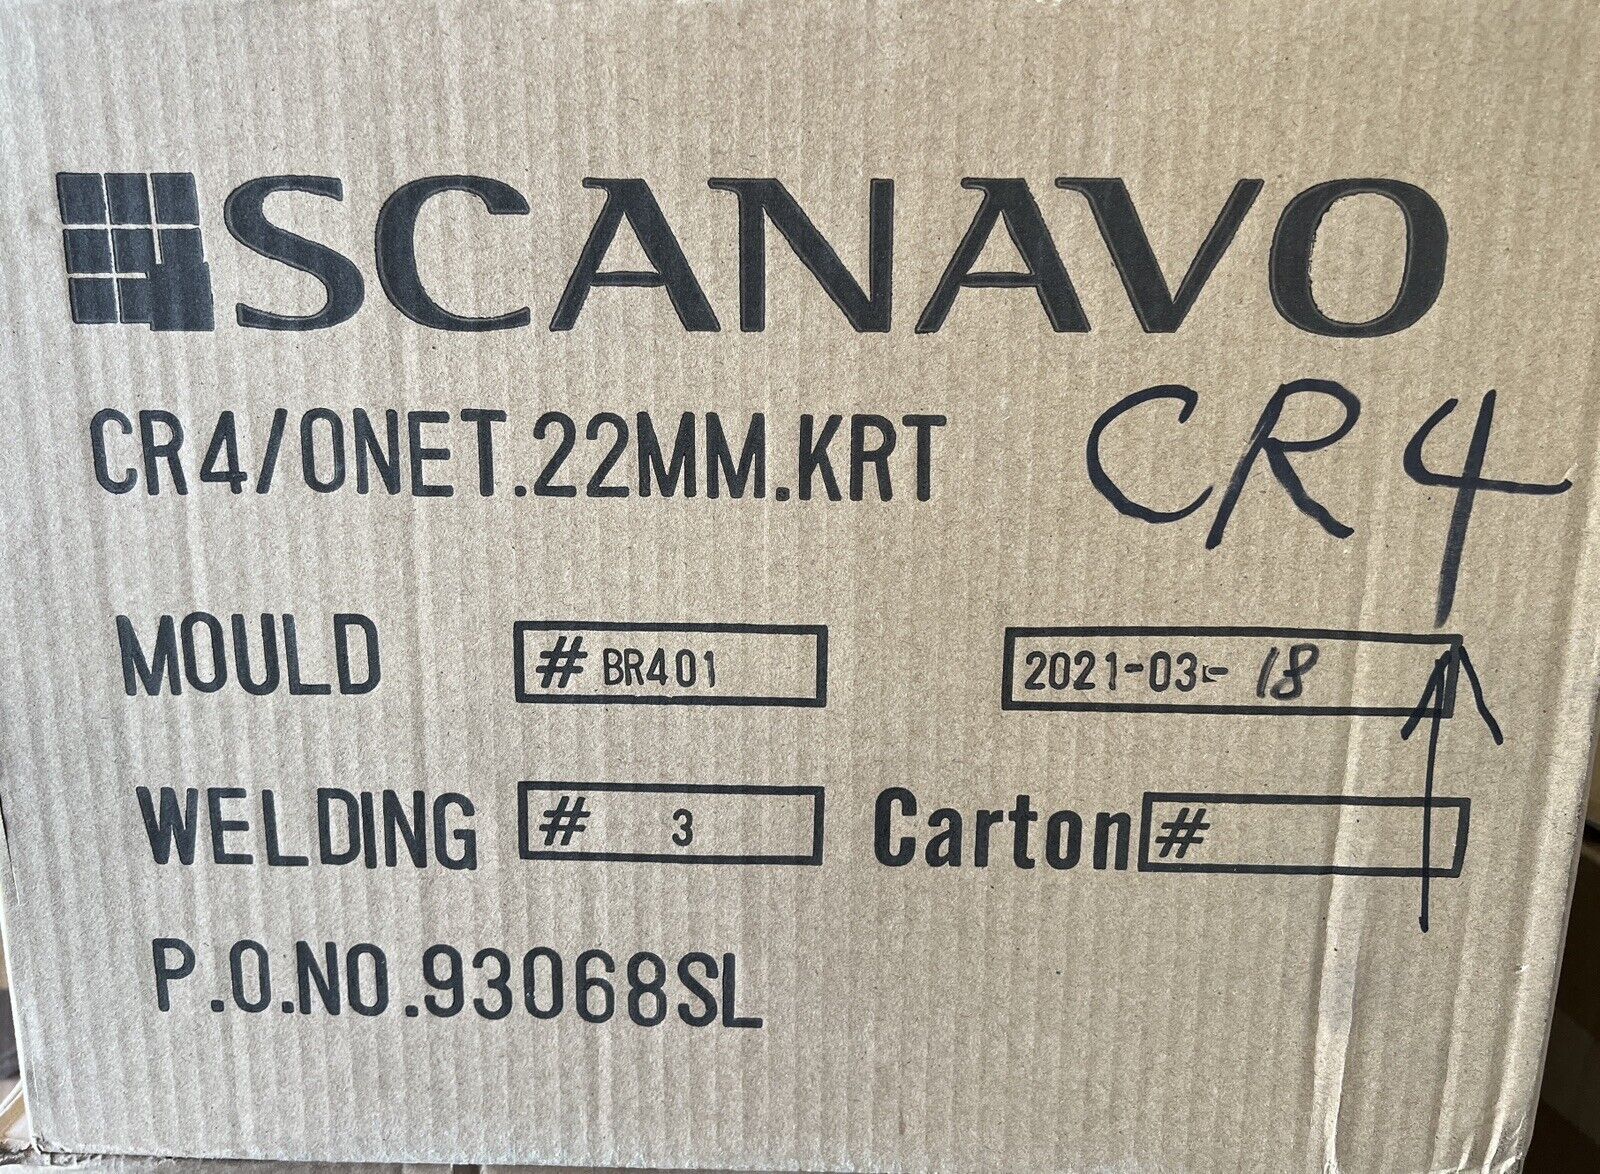 SCANAVO
CR4/ONET.22MM.KRT CR4
MOULD # BR401 2021-03- 18
WELDING # 3 Carton #
P.O.NO.93068SL